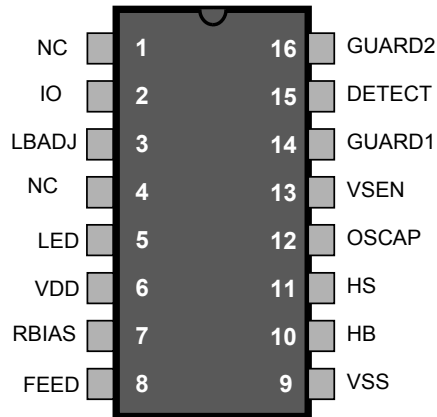 NC 1 16 GUARD2
IO 2 15 DETECT
LBADJ 3 14 GUARD1
NC 4 13 VSEN
LED 5 12 OSCAP
VDD 6 11 HS
RBIAS 7 10 HB
FEED 8 9 VSS